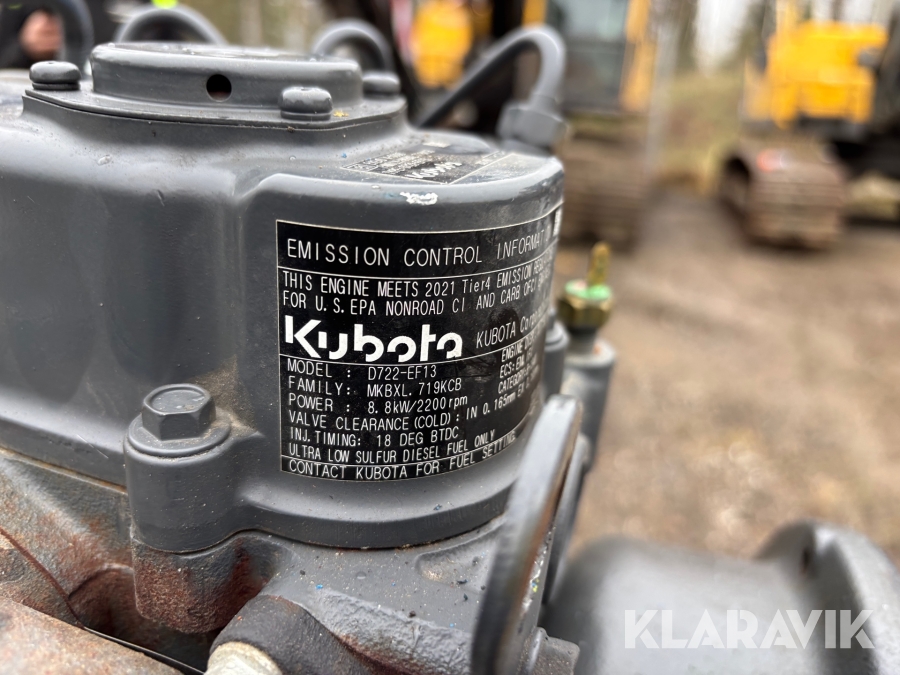 EMISSION CONTROL
THIS ENGINE MEETS 2021 Tier4 EMISSION
FOR U.S. EPA NONROAD CI AND CARB
Kubota KUBOTA
MODEL : D722-EF13
FAMILY: MKBXL.719KCB
POWER : 8.8kW/2200rpm
VALVE CLEARANCE (COLD): IN 0.165mm
INJ. TIMING: 18 DEG BTDC
ULTRA LOW SULFUR DIESEL FUEL ONLY
CONTACT KUBOTA FOR FUEL SETTING
ENGINE
ECS:
KLARAVIK